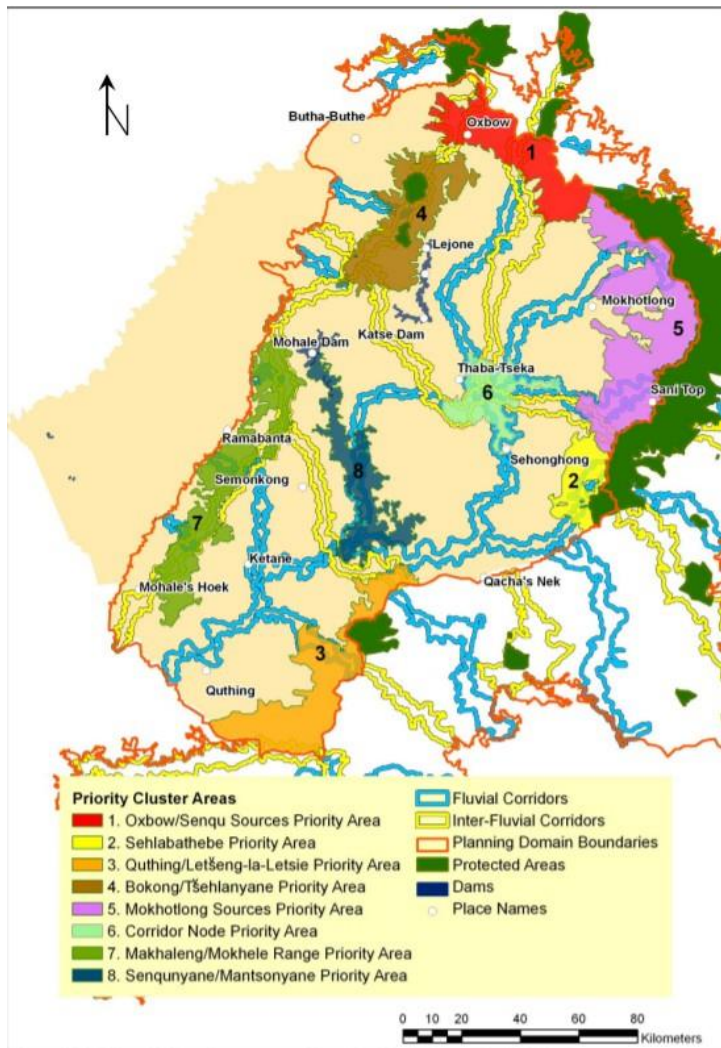 N
Butha-Buthe
Oxbow
1
4
Lejone
Mokhotlong
5
Mohale Dam
Katse Dam
Thaba-Tseka
6
Sani Top
Ramabanta
Sehonghong
Semonkong
8
2
7
Ketane
Mohale's Hoek
Qacha's Nek
3
Quthing
Priority Cluster Areas
1. Oxbow/Senqu Sources Priority Area
2. Sehlabathebe Priority Area
3. Quthing/Letšeng-la-Letsie Priority Area
4. Bokong/Tšehlanyane Priority Area
5. Mokhotlong Sources Priority Area
6. Corridor Node Priority Area
7. Makhaleng/Mokhele Range Priority Area
8. Senqunyane/Mantsonyane Priority Area
Fluvial Corridors
Inter-Fluvial Corridors
Planning Domain Boundaries
Protected Areas
Dams
Place Names
0 10 20 40 60 80
Kilometers